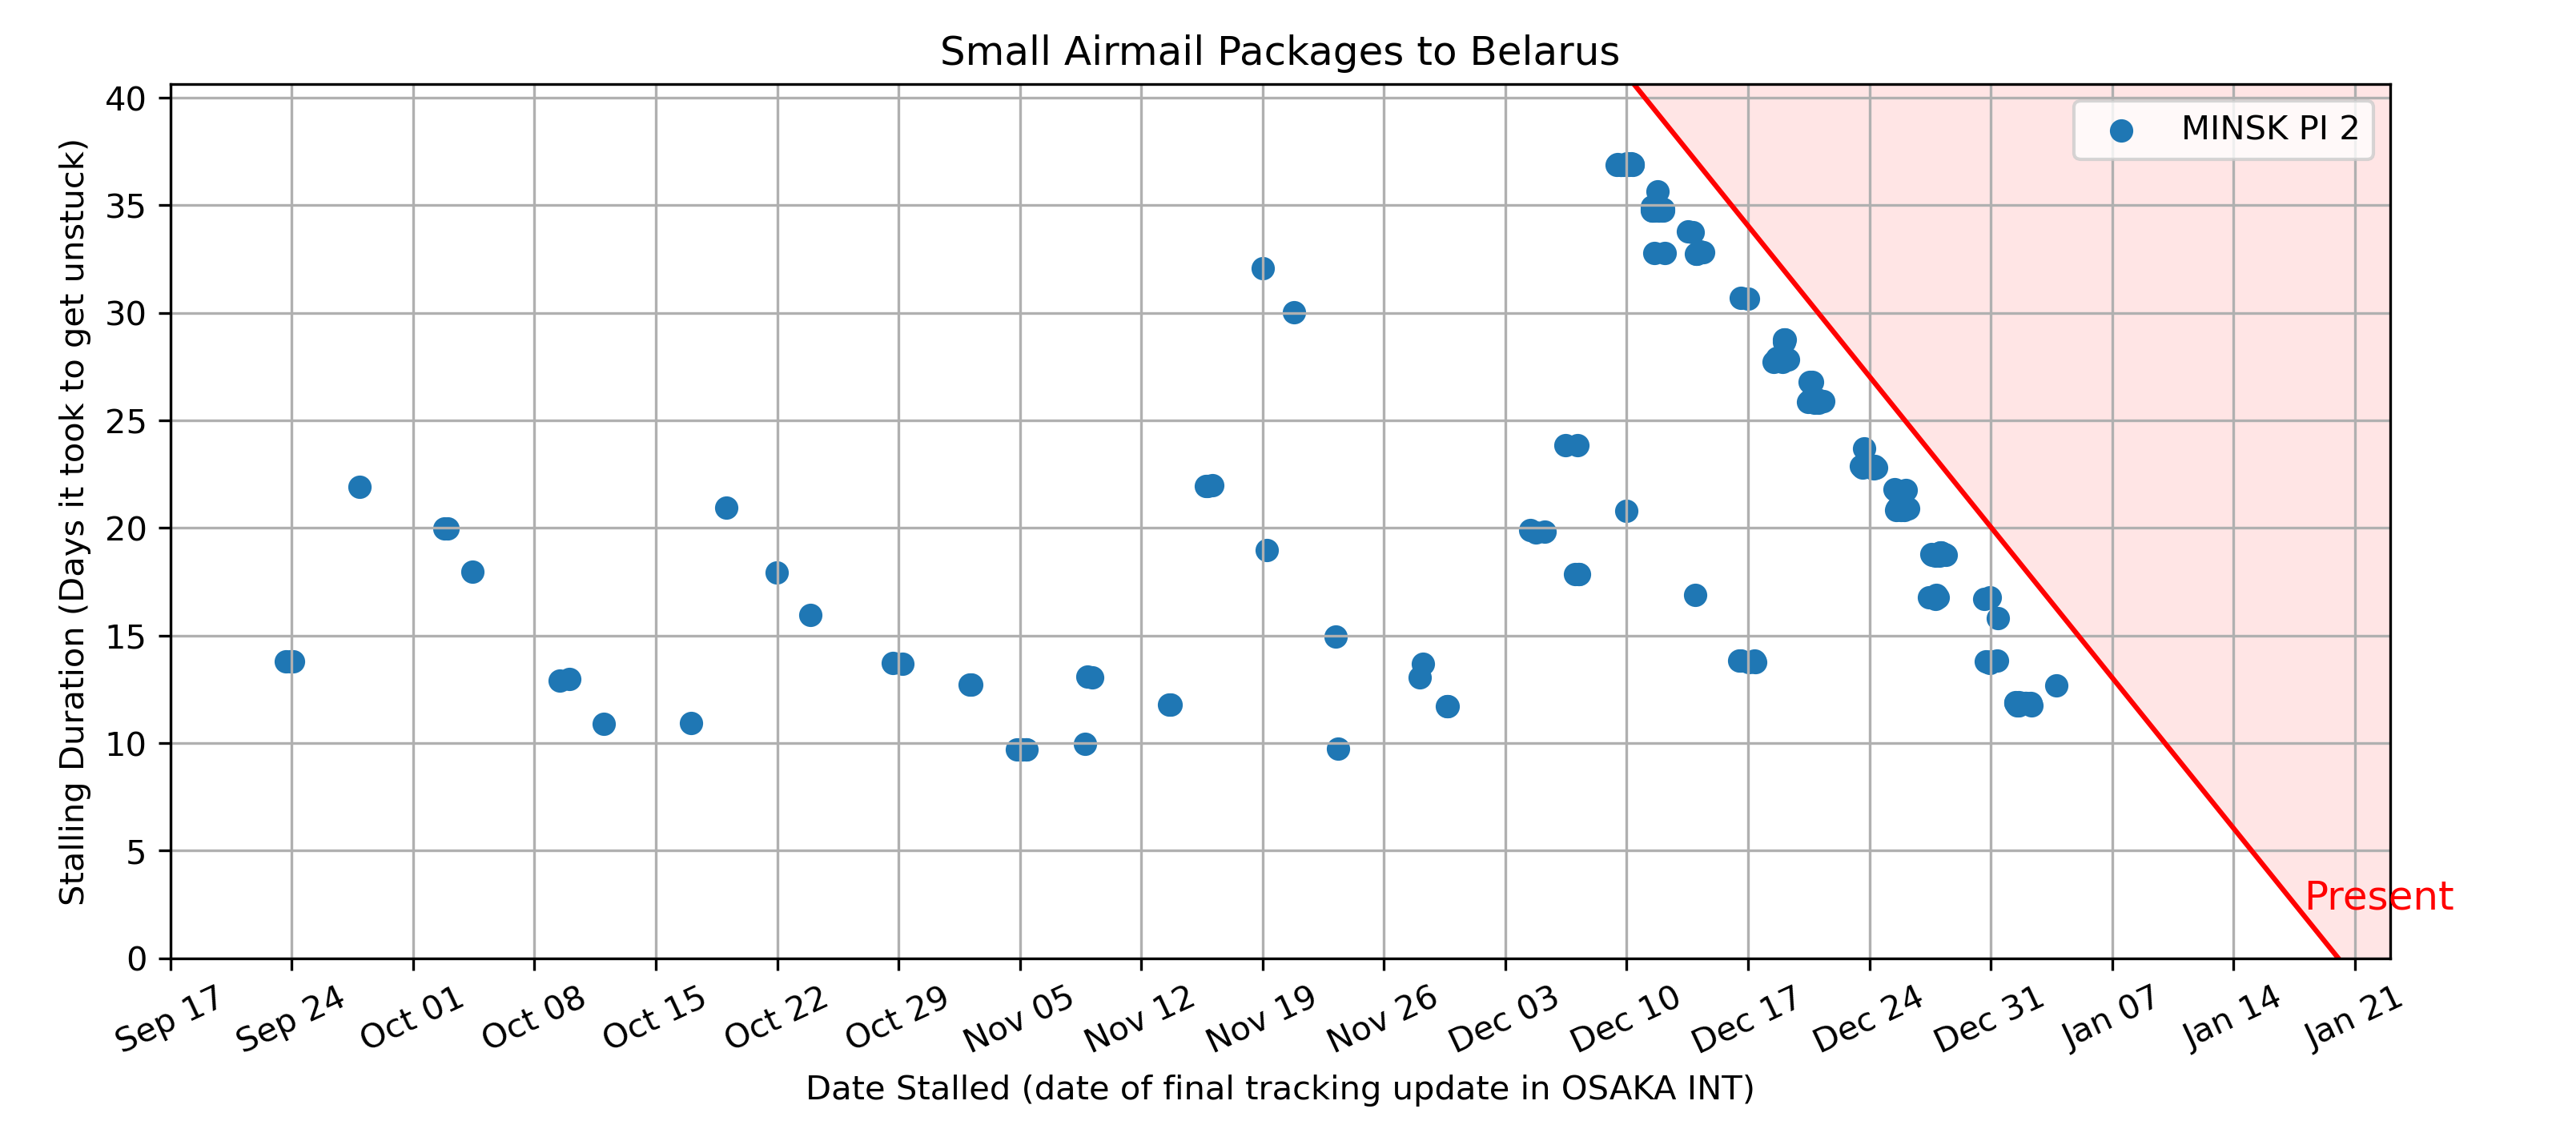 Small Airmail Packages to Belarus
MINSK PI 2
Stalling Duration (Days it took to get unstuck)
40
35
30
25
20
15
10
5
0
Present
Sep 17 Sep 24 Oct 01 Oct 08 Oct 15 Oct 22 Oct 29 Nov 05 Nov 12 Nov 19 Nov 26 Dec 03 Dec 10 Dec 17 Dec 24 Dec 31 Jan 07 Jan 14 Jan 21
Date Stalled (date of final tracking update in OSAKA INT)